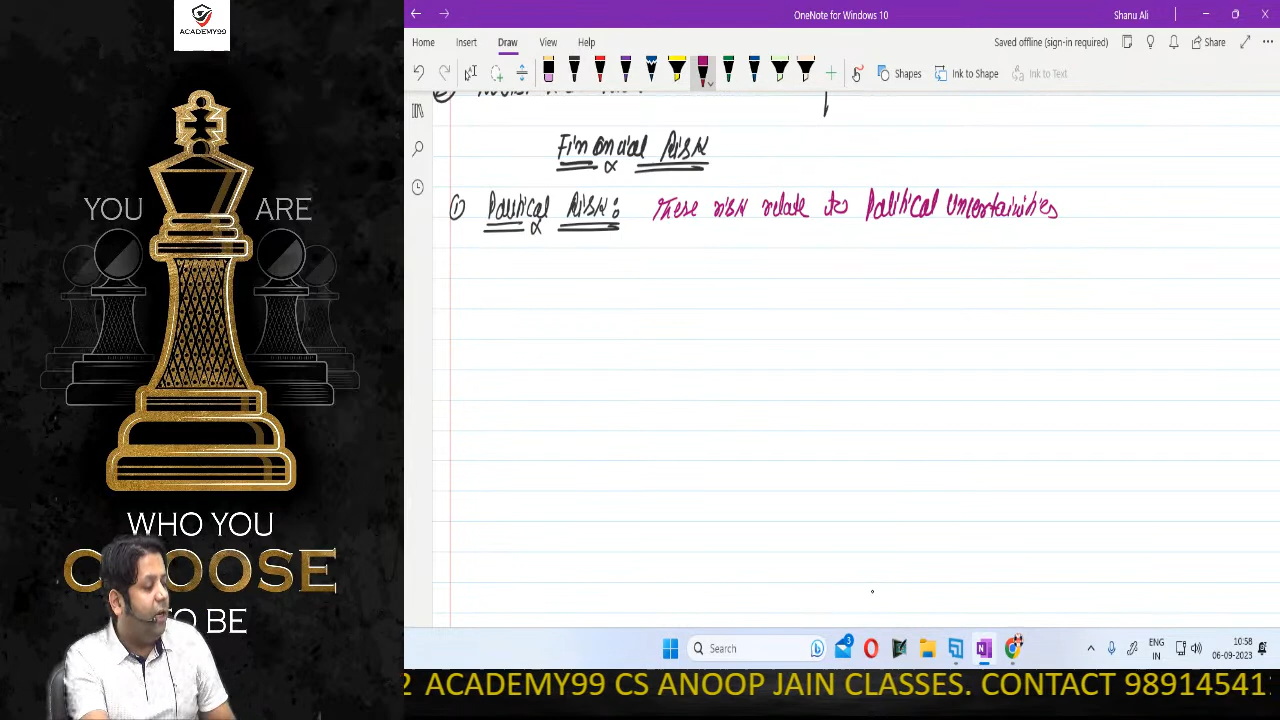 ACADEMY99
YOU ARE
WHO YOU
CHOOSE
TO BE
OneNote for Windows 10
Shanu Ali
Home Insert Draw View Help
Saved offline (sign-in required)
Share
Shapes
Ink to Shape
Ink to Text
Financial Risk
① Political Risk: These risk relate to Political Uncertainities
Search
3
ENG
IN
10:58
06-09-2023
2 ACADEMY99 CS ANOOP JAIN CLASSES. CONTACT 98914541